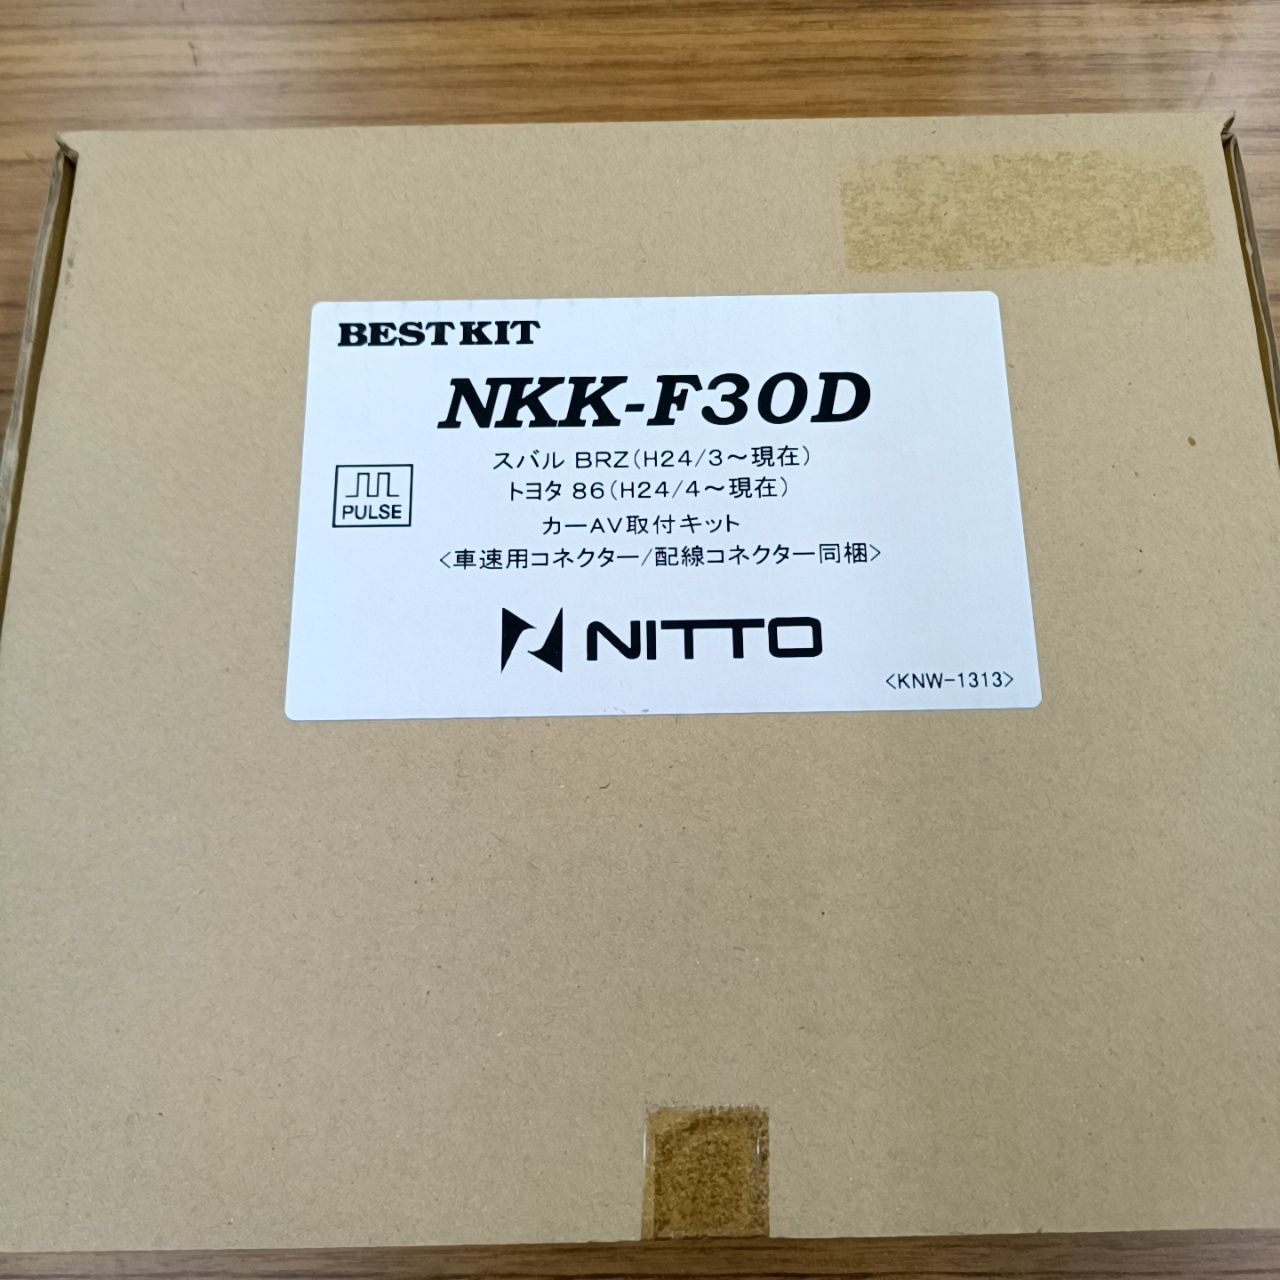 BESTKIT
NKK-F30D
スバル BRZ(H24/3～現在)
トヨタ 86(H24/4～現在)
PULSE
カーAV取付キット
<車速用コネクター/配線コネクター同梱>
NITTO
<KNW-1313>